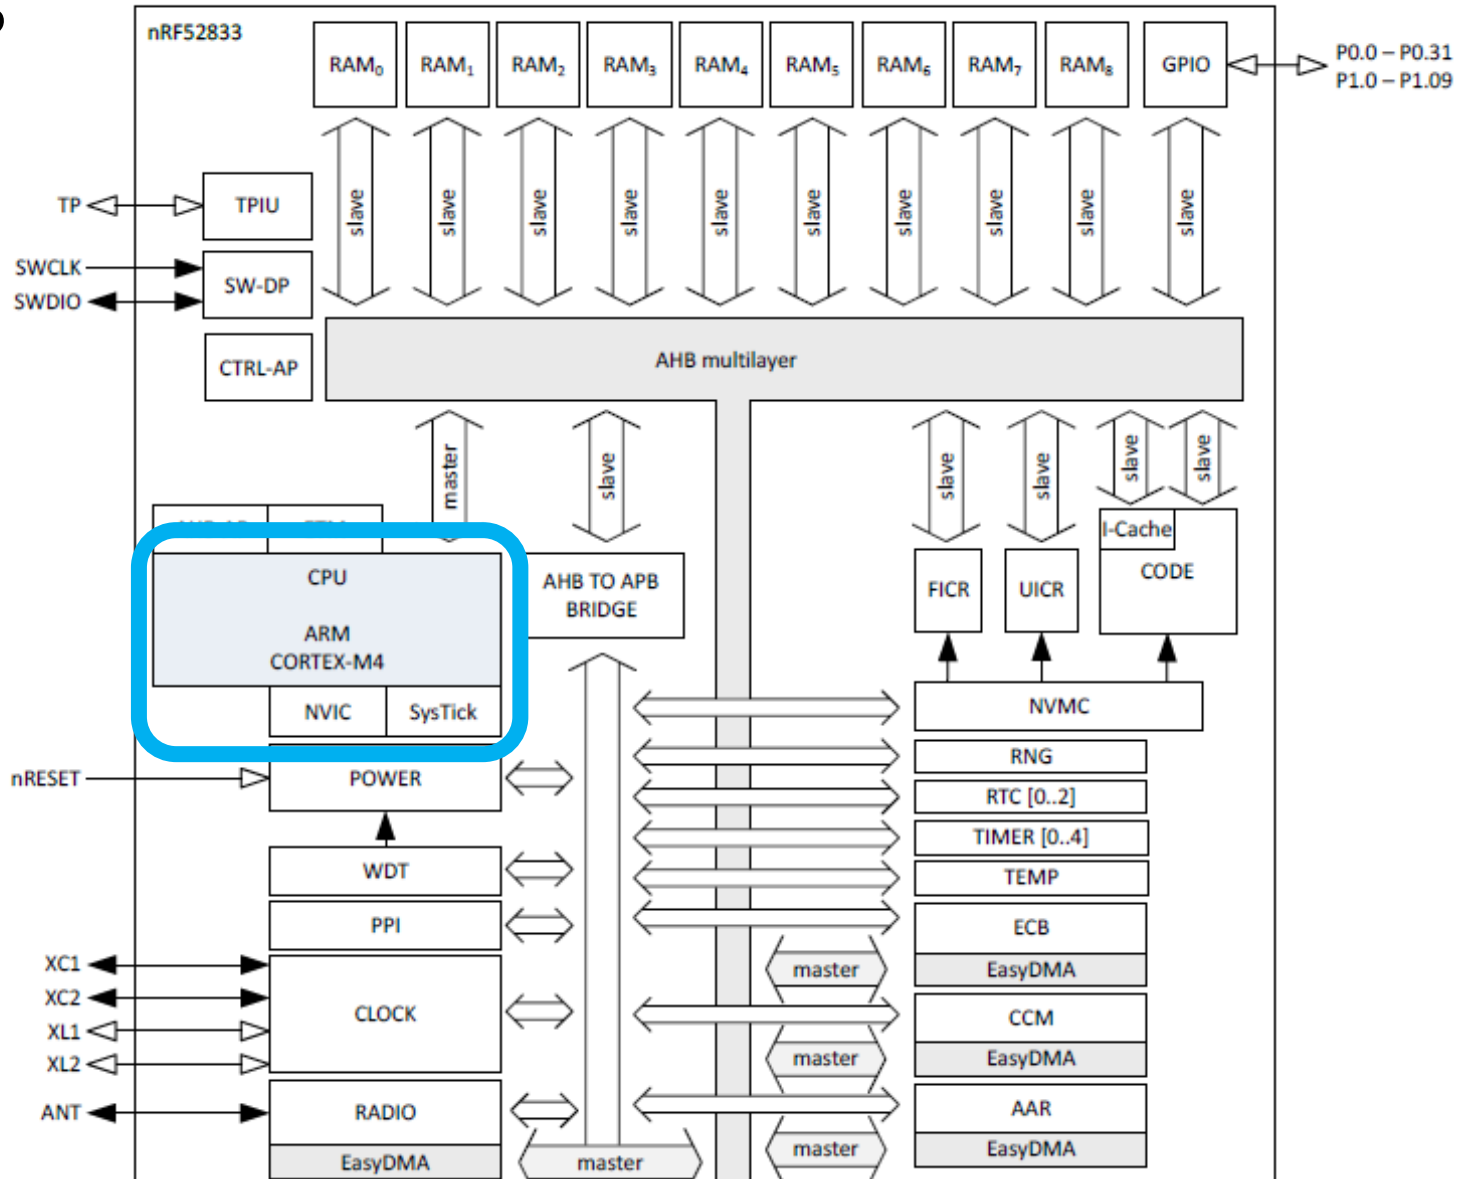 nRF52833
RAM₀ RAM₁ RAM₂ RAM₃ RAM₄ RAM₅ RAM₆ RAM₇ RAM₈ GPIO
P0.0 – P0.31
P1.0 – P1.09
slave slave slave slave slave slave slave slave slave slave
TP
TPIU
SWCLK
SWDIO
SW-DP
CTRL-AP
AHB multilayer
master
slave
slave
slave
slave
slave
CPU
ARM
CORTEX-M4
NVIC
SysTick
AHB TO APB
BRIDGE
FICR
UICR
I-Cache
CODE
NVMC
nRESET
POWER
RNG
RTC [0..2]
TIMER [0..4]
WDT
TEMP
PPI
ECB
master
EasyDMA
XC1
XC2
XL1
XL2
CLOCK
CCM
master
EasyDMA
ANT
RADIO
AAR
EasyDMA
master
master
EasyDMA